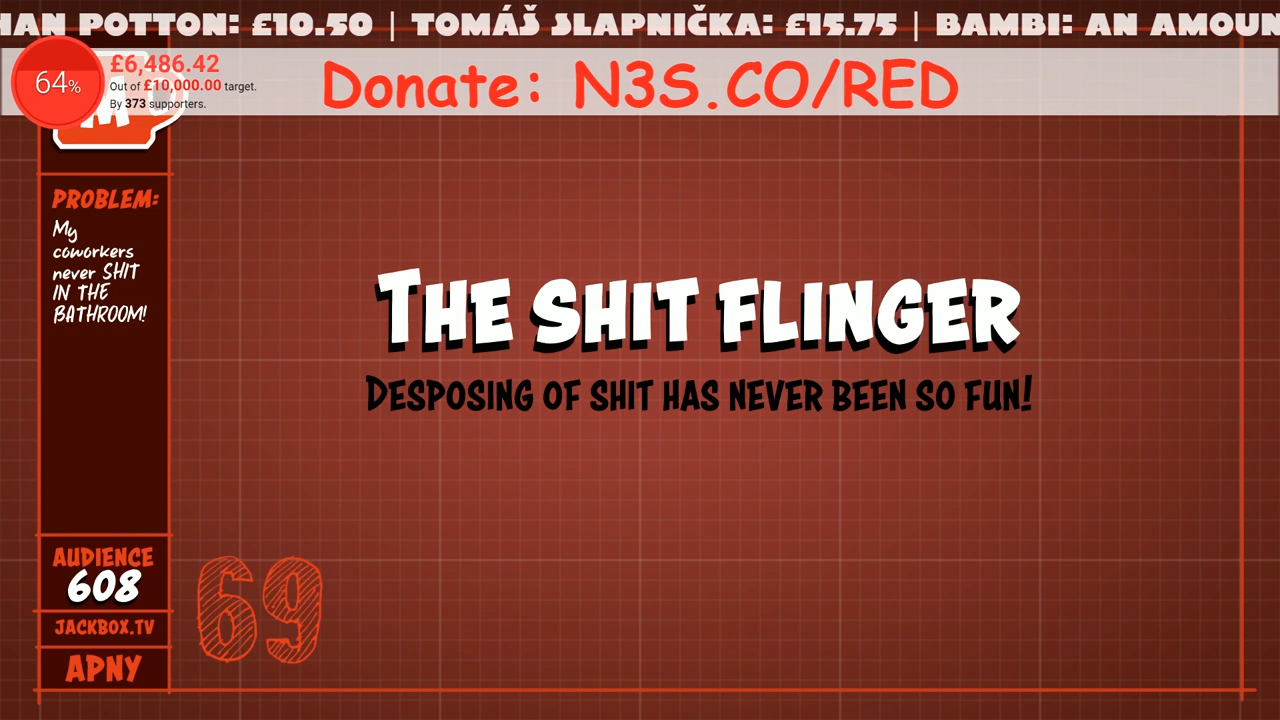 HAN POTTON: £10.50 | TOMÁŠ SLAPNIČKA: £15.75 | BAMBI: AN AMOUN
64%
£6,486.42
Out of £10,000.00 target.
By 373 supporters.
Donate: N3S.CO/RED
M
PROBLEM:
My
coworkers
never SHIT
IN THE
BATHROOM!
THE SHIT FLINGER
DESPOSING OF SHIT HAS NEVER BEEN SO FUN!
AUDIENCE
608
JACKBOX.TV
APNY
69